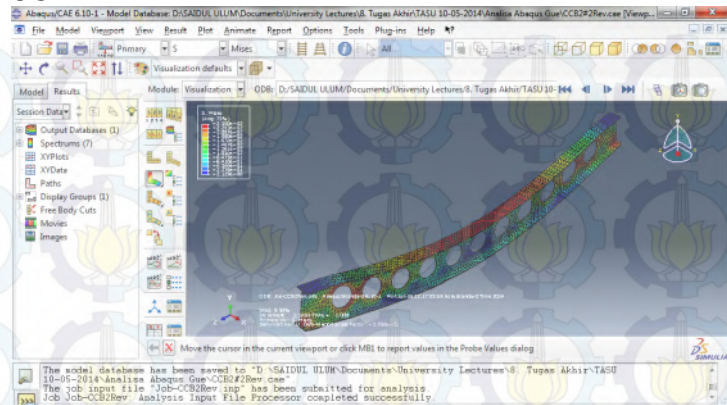 Abaqus/CAE 6.10-1 - Model Database: D:\SAIDUL ULUM\Documents\University Lectures\8. Tugas Akhir\TASU 10-05-2014\Analisa Abaqus Gue\CCB2#2Rev.cae [Viewp...
File Model Viewport View Result Plot Animate Report Options Tools Plug-ins Help
Primary S Mises All
Visualization defaults
Model Results Module: Visualization ODB: D:/SAIDUL ULUM/Documents/University Lectures/8. Tugas Akhir/TASU 10-
Session Data
Output Databases (1)
Spectrums (7)
XYPlots
XYData
Paths
Display Groups (1)
Free Body Cuts
Movies
Images
S, Mises
Y
Z X
Move the cursor in the current viewport or click MB1 to report values in the Probe Values dialog
SIMULIA
The model database has been saved to "D:\SAIDUL ULUM\Documents\University Lectures\8. Tugas Akhir\TASU
10-05-2014\Analisa Abaqus Gue\CCB2#2Rev.cae".
The job input file "Job-CCB2Rev.inp" has been submitted for analysis.
Job Job-CCB2Rev: Analysis Input File Processor completed successfully.